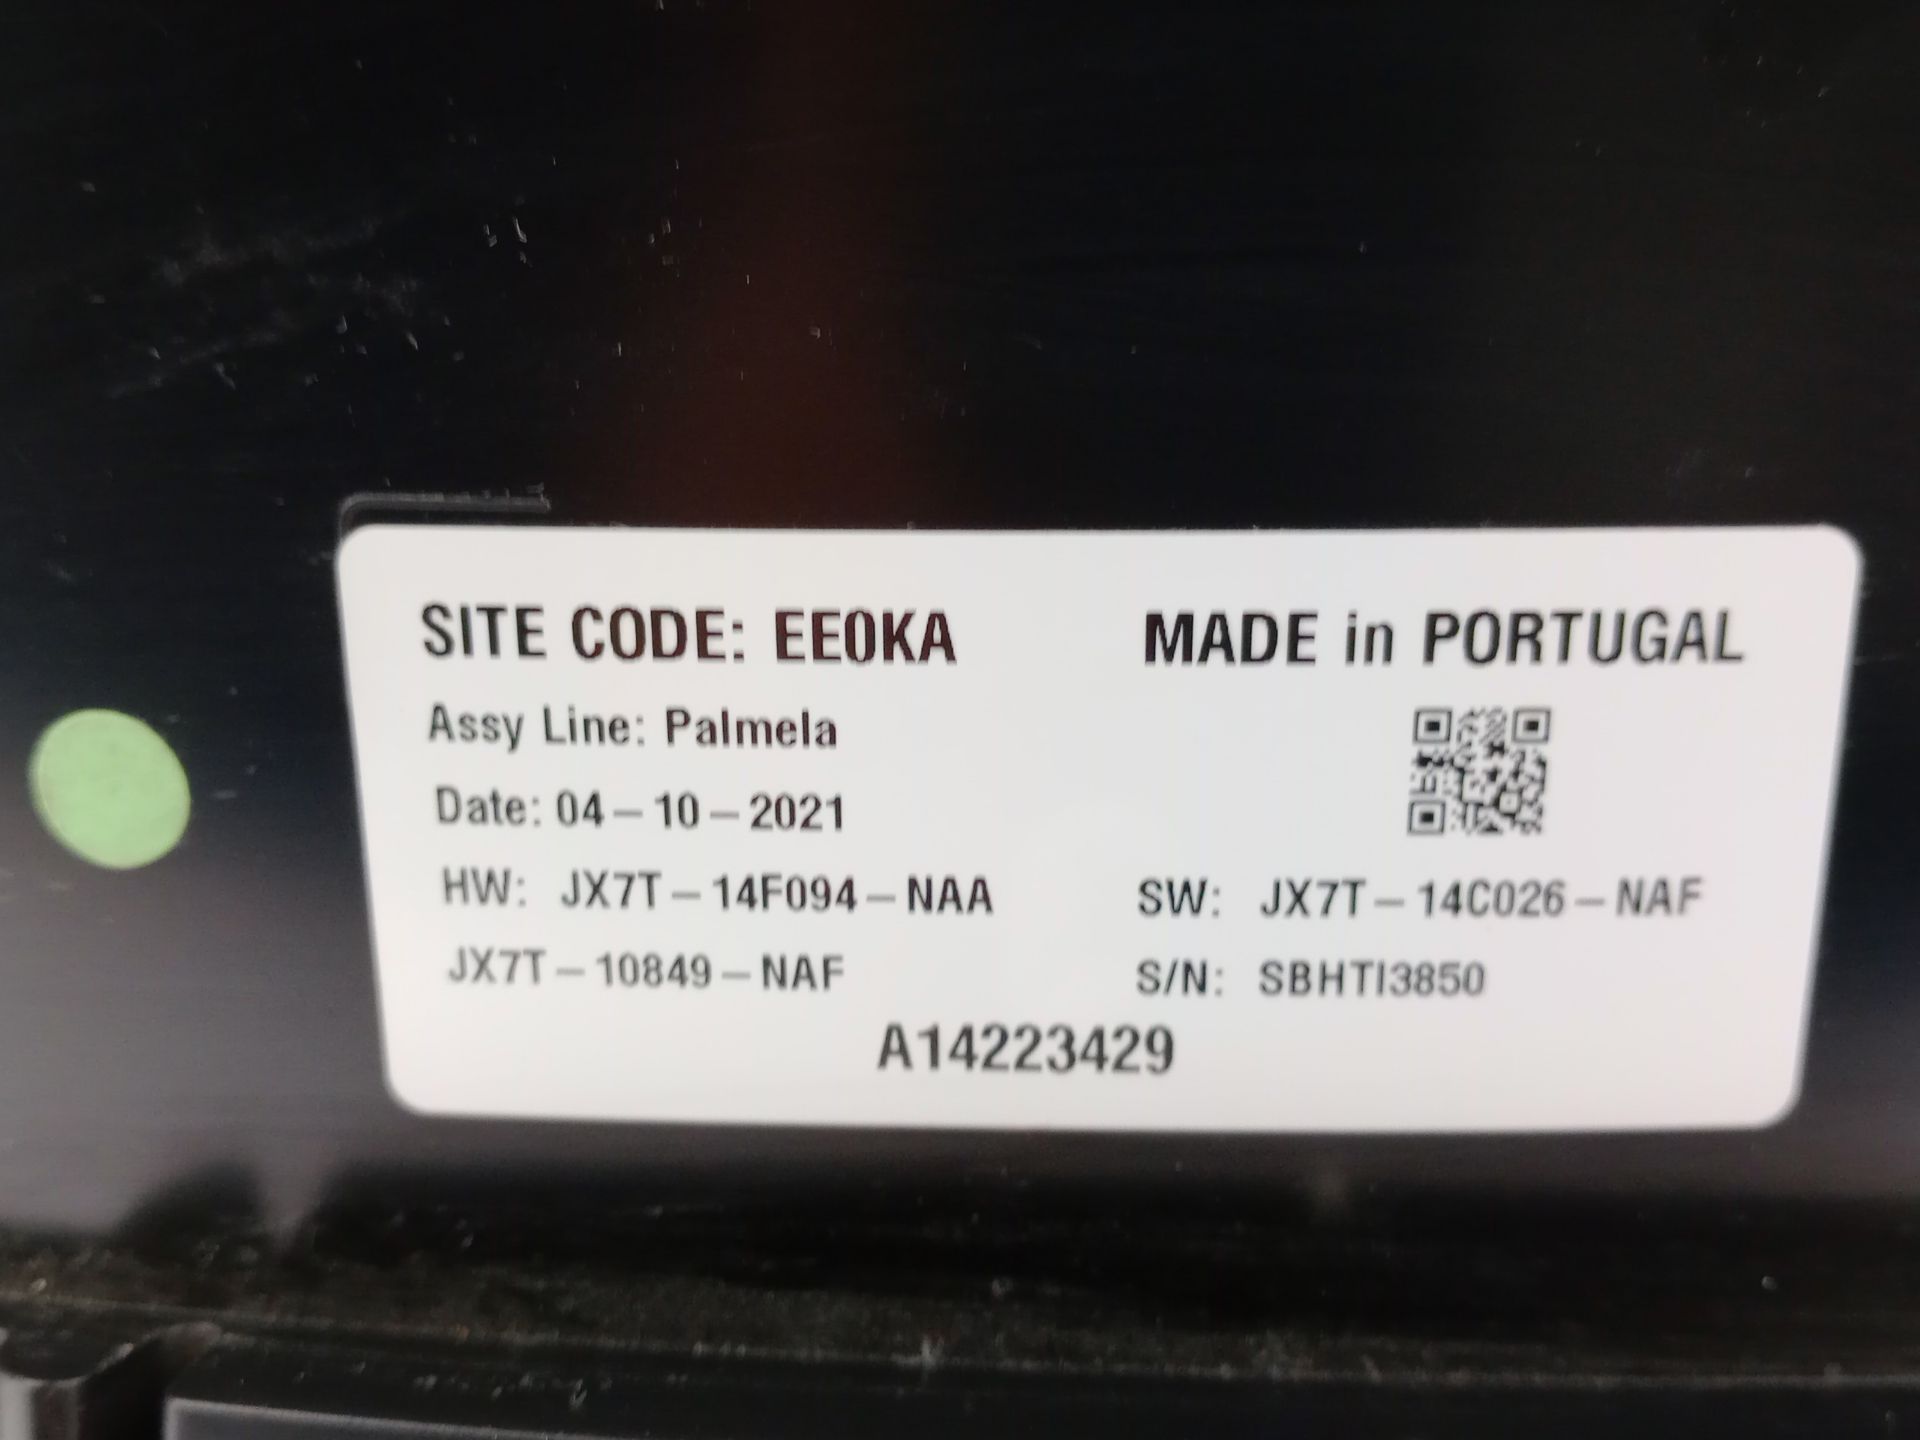 SITE CODE: EE0KA
MADE in PORTUGAL
Assy Line: Palmela
Date: 04-10-2021
HW: JX7T-14F094-NAA
SW: JX7T-14C026-NAF
JX7T-10849-NAF
S/N: SBHTI3850
A14223429